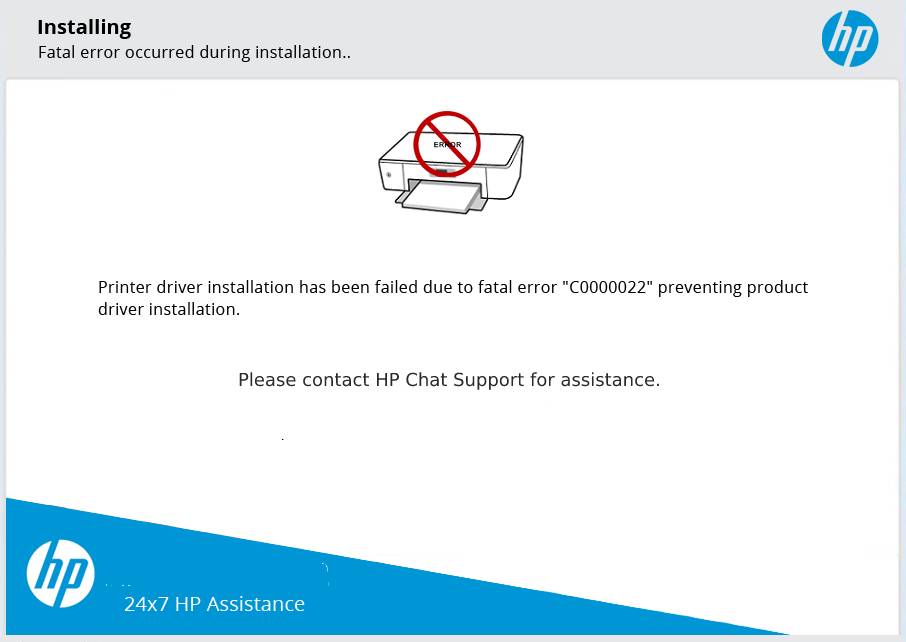 Installing
Fatal error occurred during installation..
hp
ERROR
Printer driver installation has been failed due to fatal error "C0000022" preventing product
driver installation.
Please contact HP Chat Support for assistance.
hp
24x7 HP Assistance